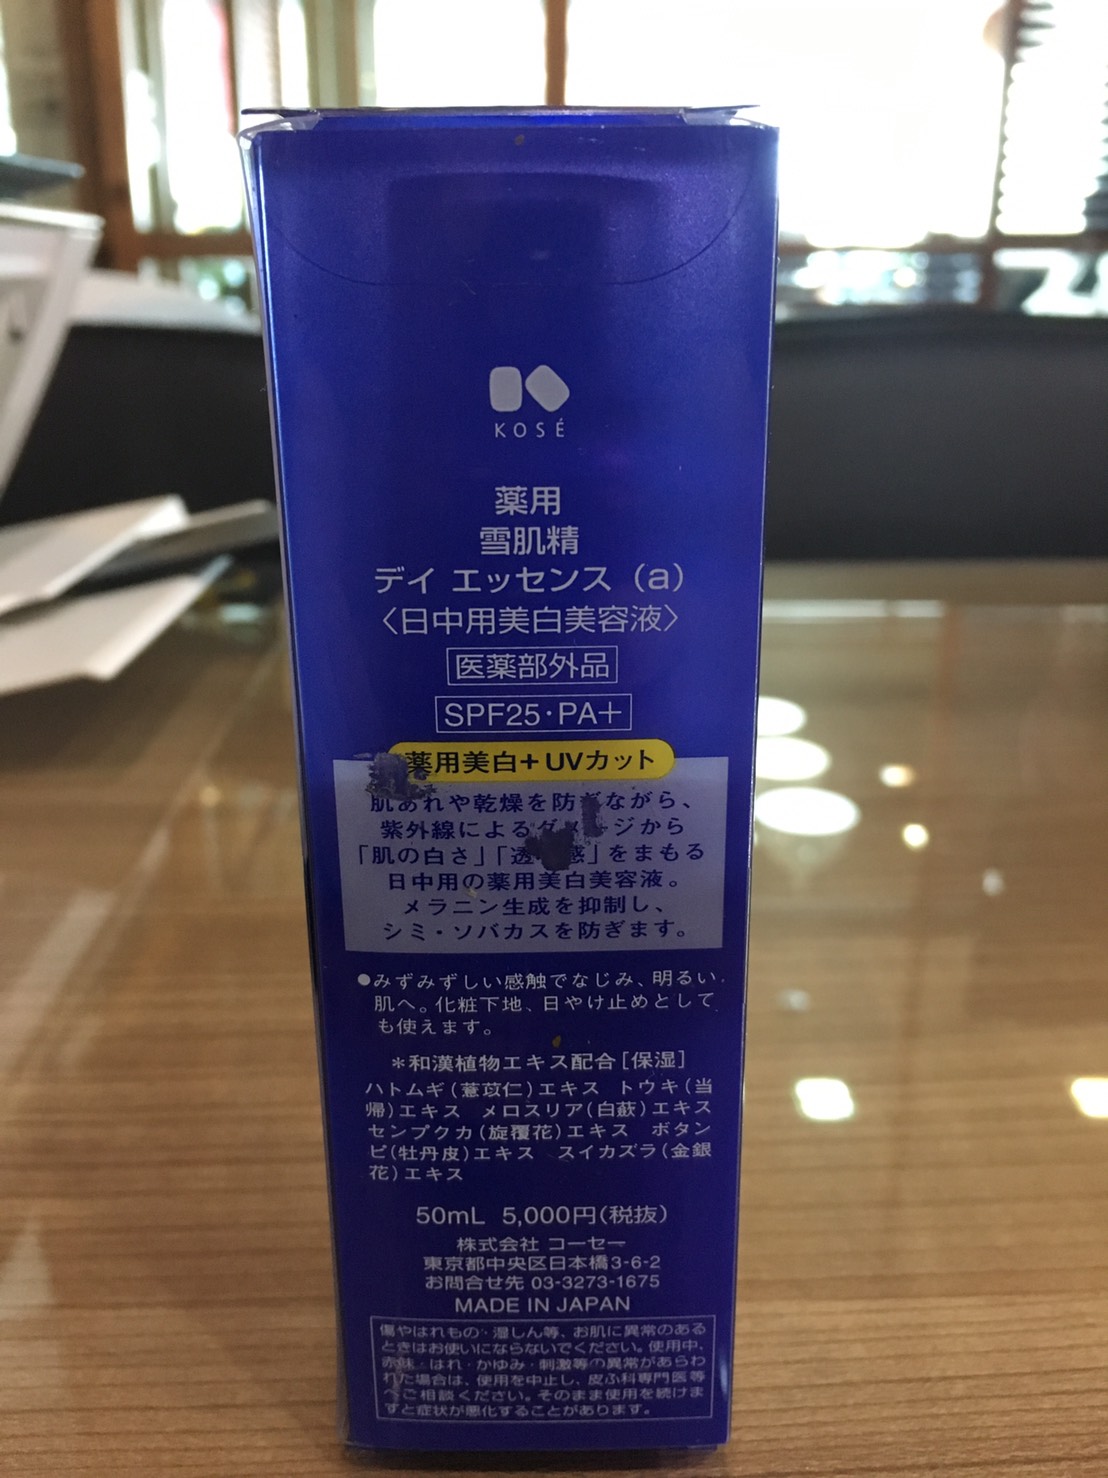 KOSÉ
薬用
雪肌精
デイ エッセンス（a）
〈日中用美白美容液〉
医薬部外品
SPF25・PA＋
薬用美白＋UVカット
肌あれや乾燥を防ぎながら、
紫外線によるダメージから
「肌の白さ」「透明感」をまもる
日中用の薬用美白美容液。
メラニン生成を抑制し、
シミ・ソバカスを防ぎます。
●みずみずしい感触でなじみ、明るい
肌へ。化粧下地、日やけ止めとして
も使えます。
＊和漢植物エキス配合［保湿］
ハトムギ（薏苡仁）エキス トウキ（当
帰）エキス メロスリア（白蘞）エキス
センプクカ（旋覆花）エキス ボタン
ピ（牡丹皮）エキス スイカズラ（金銀
花）エキス
50mL 5,000円（税抜）
株式会社 コーセー
東京都中央区日本橋3-6-2
お問合せ先 03-3273-1675
MADE IN JAPAN
傷やはれもの・湿しん等、お肌に異常のある
ときはお使いにならないでください。使用中、
赤味・はれ・かゆみ・刺激等の異常があらわ
れた場合は、使用を中止し、皮ふ科専門医等
へご相談ください。そのまま使用を続けま
すと症状が悪化することがあります。